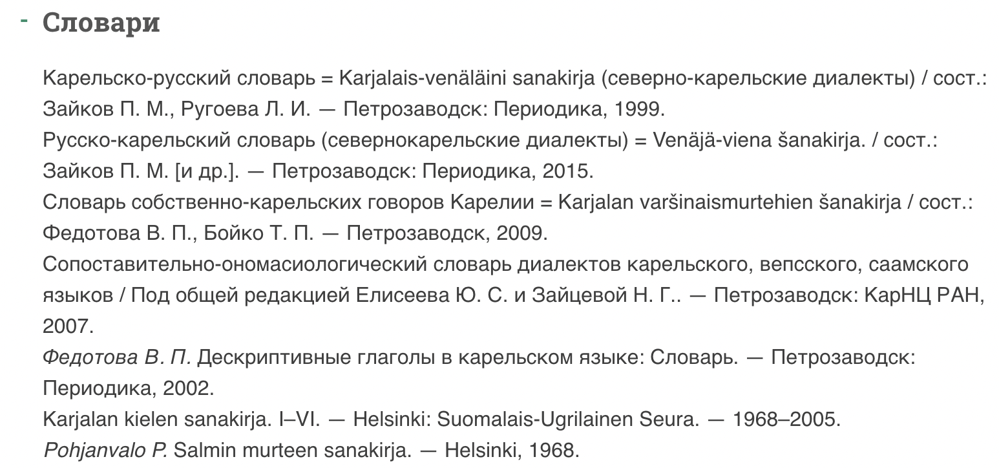 - Словари
Карельско-русский словарь = Karjalais-venäläini sanakirja (северно-карельские диалекты) / сост.:
Зайков П. М., Ругоева Л. И. — Петрозаводск: Периодика, 1999.
Русско-карельский словарь (севернокарельские диалекты) = Venäjä-viena šanakirja. / сост.:
Зайков П. М. [и др.]. — Петрозаводск: Периодика, 2015.
Словарь собственно-карельских говоров Карелии = Karjalan varšinaismurtehien šanakirja / сост.:
Федотова В. П., Бойко Т. П. — Петрозаводск, 2009.
Сопоставительно-ономасиологический словарь диалектов карельского, вепсского, саамского
языков / Под общей редакцией Елисеева Ю. С. и Зайцевой Н. Г.. — Петрозаводск: КарНЦ РАН,
2007.
Федотова В. П. Дескриптивные глаголы в карельском языке: Словарь. — Петрозаводск:
Периодика, 2002.
Karjalan kielen sanakirja. I–VI. — Helsinki: Suomalais-Ugrilainen Seura. — 1968–2005.
Pohjanvalo P. Salmin murteen sanakirja. — Helsinki, 1968.